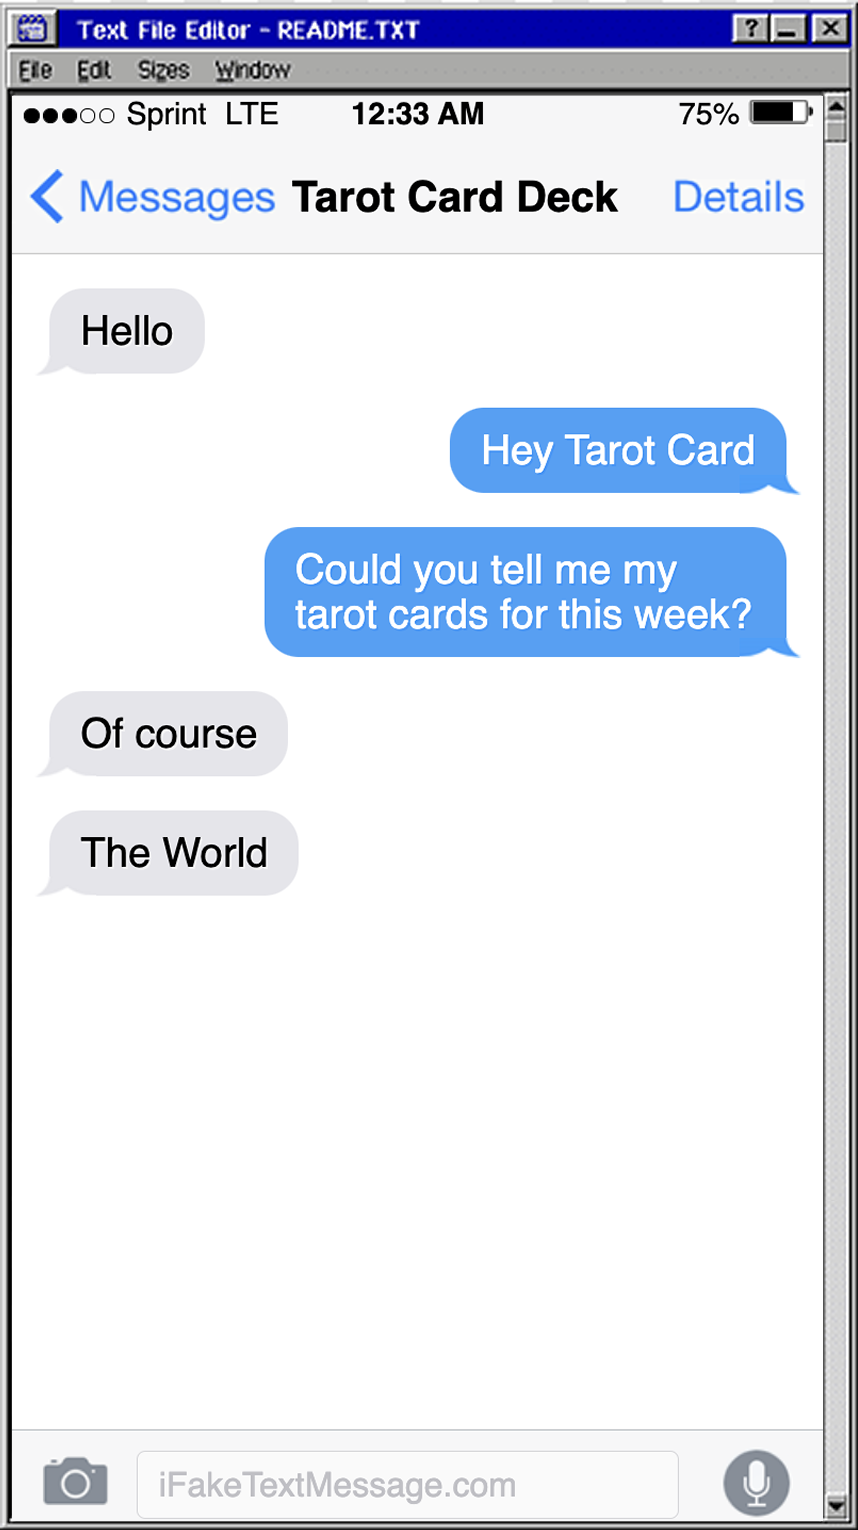 Text File Editor - README.TXT
File Edit Sizes Window
Sprint LTE 12:33 AM 75%
Messages Tarot Card Deck Details
Hello
Hey Tarot Card
Could you tell me my
tarot cards for this week?
Of course
The World
iFakeTextMessage.com